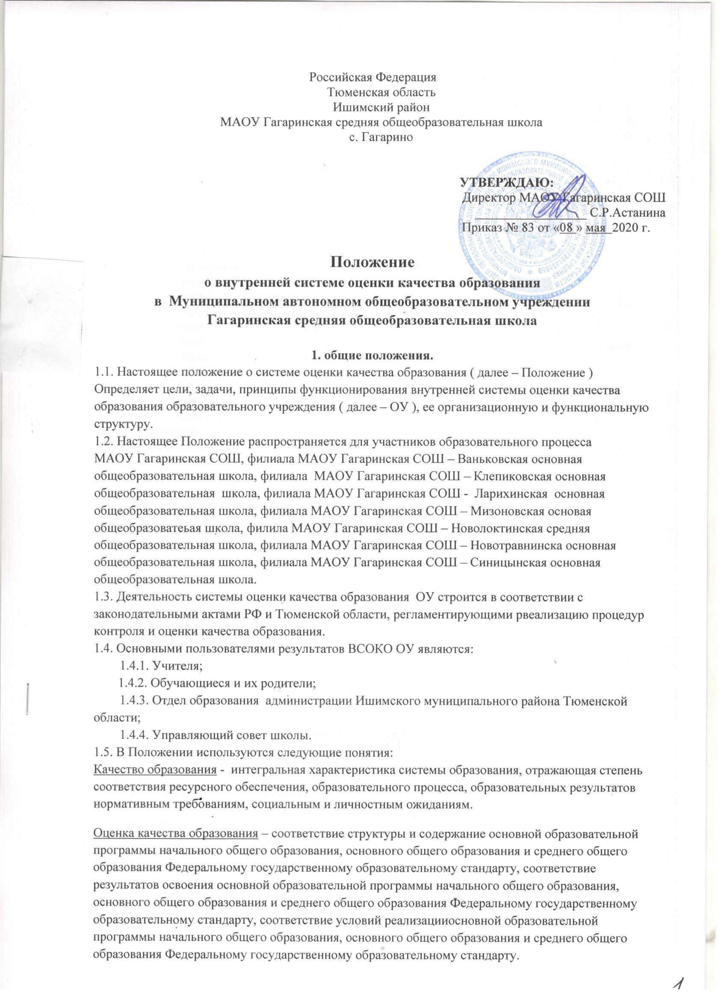 Российская Федерация
Тюменская область
Ишимский район
МАОУ Гагаринская средняя общеобразовательная школа
с. Гагарино
УТВЕРЖДАЮ:
Директор МАОУ Гагаринская СОШ
_________________ С.Р.Астанина
Приказ № 83 от «08 » мая 2020 г.
Положение
о внутренней системе оценки качества образования
в Муниципальном автономном общеобразовательном учреждении
Гагаринская средняя общеобразовательная школа
1. общие положения.
1.1. Настоящее положение о системе оценки качества образования ( далее – Положение )
Определяет цели, задачи, принципы функционирования внутренней системы оценки качества
образования образовательного учреждения ( далее – ОУ ), ее организационную и функциональную
структуру.
1.2. Настоящее Положение распространяется для участников образовательного процесса
МАОУ Гагаринская СОШ, филиала МАОУ Гагаринская СОШ – Ваньковская основная
общеобразовательная школа, филиала МАОУ Гагаринская СОШ – Клепиковская основная
общеобразовательная школа, филиала МАОУ Гагаринская СОШ - Ларихинская основная
общеобразовательная школа, филиала МАОУ Гагаринская СОШ – Мизоновская основая
общеобразоватеьая школа, филила МАОУ Гагаринская СОШ – Новолоктинская средняя
общеобразовательная школа, филиала МАОУ Гагаринская СОШ – Новотравнинска основная
общеобразовательная школа, филиала МАОУ Гагаринская СОШ – Синицынская основная
общеобразовательная школа.
1.3. Деятельность системы оценки качества образования ОУ строится в соответствии с
законодательными актами РФ и Тюменской области, регламентирующими рвеализацию процедур
контроля и оценки качества образования.
1.4. Основными пользователями результатов ВСОКО ОУ являются:
1.4.1. Учителя;
1.4.2. Обучающиеся и их родители;
1.4.3. Отдел образования администрации Ишимского муниципального района Тюменской
области;
1.4.4. Управляющий совет школы.
1.5. В Положении используются следующие понятия:
Качество образования - интегральная характеристика системы образования, отражающая степень
соответствия ресурсного обеспечения, образовательного процесса, образовательных результатов
нормативным требованиям, социальным и личностным ожиданиям.
Оценка качества образования – соответствие структуры и содержание основной образовательной
программы начального общего образования, основного общего образования и среднего общего
образования Федеральному государственному образовательному стандарту, соответствие
результатов освоения основной образовательной программы начального общего образования,
основного общего образования и среднего общего образования Федеральному государственному
образовательному стандарту, соответствие условий реализацииосновной образовательной
программы начального общего образования, основного общего образования и среднего общего
образования Федеральному государственному образовательному стандарту.
1